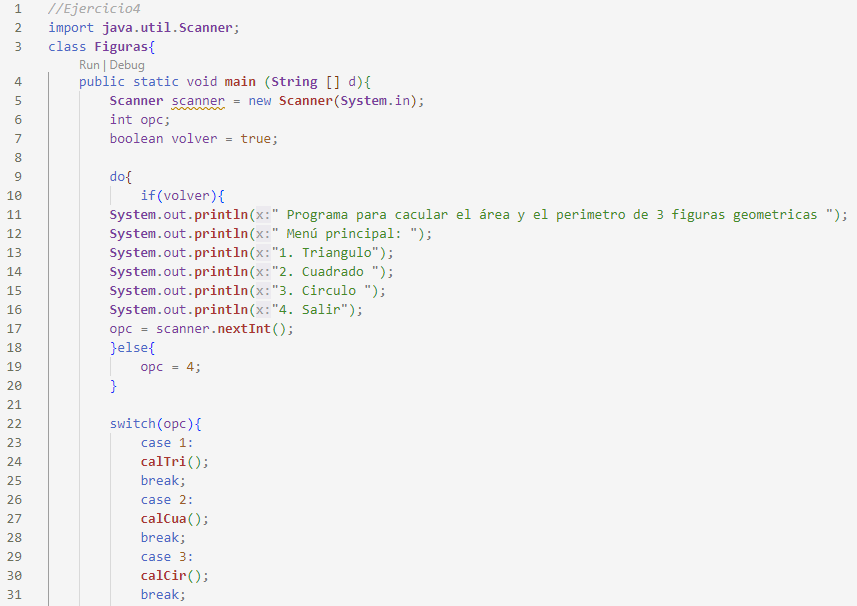 1 //Ejercicio4
2 import java.util.Scanner;
3 class Figuras{
Run | Debug
4 public static void main (String [] d){
5 Scanner scanner = new Scanner(System.in);
6 int opc;
7 boolean volver = true;
8
9 do{
10 if(volver){
11 System.out.println(x:" Programa para cacular el área y el perimetro de 3 figuras geometricas ");
12 System.out.println(x:" Menú principal: ");
13 System.out.println(x:"1. Triangulo");
14 System.out.println(x:"2. Cuadrado ");
15 System.out.println(x:"3. Circulo ");
16 System.out.println(x:"4. Salir");
17 opc = scanner.nextInt();
18 }else{
19 opc = 4;
20 }
21
22 switch(opc){
23 case 1:
24 calTri();
25 break;
26 case 2:
27 calCua();
28 break;
29 case 3:
30 calCir();
31 break;